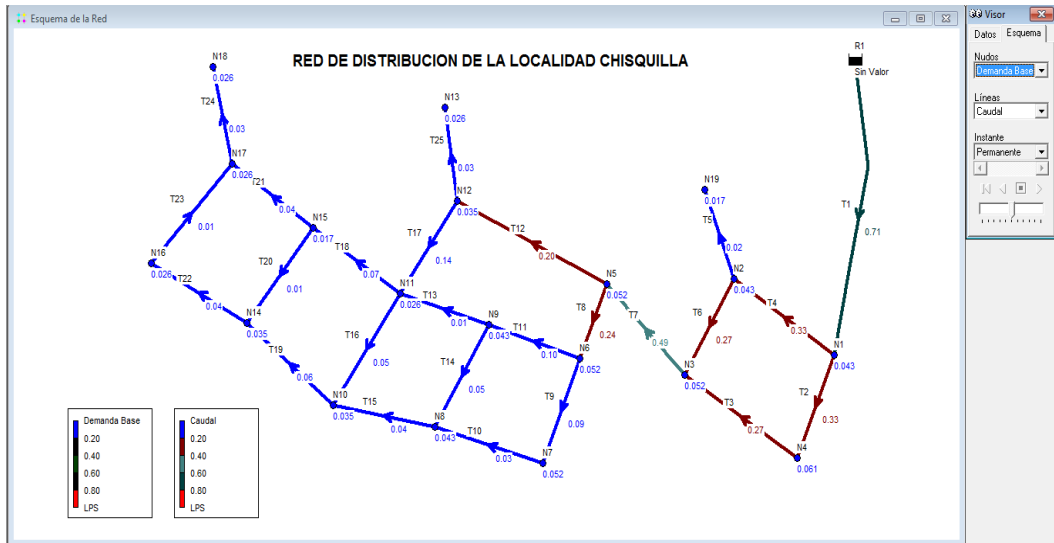 Esquema de la Red
RED DE DISTRIBUCION DE LA LOCALIDAD CHISQUILLA
N18
0.026
T24
0.03
N17
0.026
T23
0.01
T21
0.04
N16
0.026
T22
0.04
N15
0.017
T20
0.01
T18
0.07
N14
0.035
T19
0.06
N13
0.026
T25
0.03
N12
0.035
T17
0.14
T12
0.20
N11
0.026
T13
0.01
T16
0.05
N9
0.043
T11
0.10
T14
0.05
N10
0.035
T15
0.04
N8
0.043
T10
0.03
N5
0.052
T8
0.24
T7
0.49
N6
0.052
T9
0.09
N7
0.052
N19
0.017
T5
0.02
N2
0.043
T4
0.33
T6
0.27
N3
0.052
T3
0.27
R1
Sin Valor
T1
0.71
N1
0.043
T2
0.33
N4
0.061
Demanda Base
0.20
0.40
0.60
0.80
LPS
Caudal
0.20
0.40
0.60
0.80
LPS
Visor
Datos
Esquema
Nudos
Demanda Base
Líneas
Caudal
Instante
Permanente